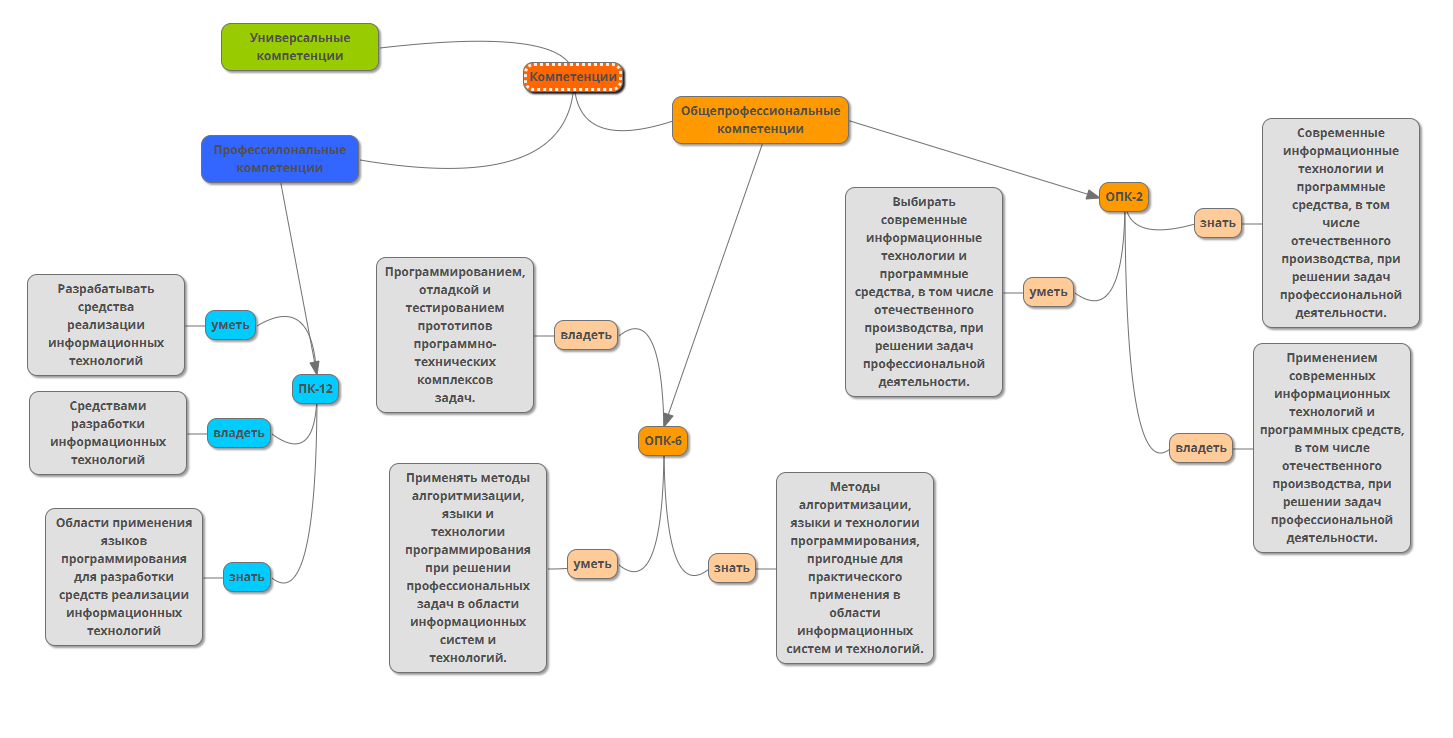 Универсальные
компетенции
Компетенции
Общепрофессиональные
компетенции
Профессилональные
компетенции
ОПК-2
знать
Современные
информационные
технологии и
программные
средства, в том
числе
отечественного
производства, при
решении задач
профессиональной
деятельности.
уметь
Выбирать
современные
информационные
технологии и
программные
средства, в том числе
отечественного
производства, при
решении задач
профессиональной
деятельности.
владеть
Применением
современных
информационных
технологий и
программных средств,
в том числе
отечественного
производства, при
решении задач
профессиональной
деятельности.
ОПК-6
владеть
Программированием,
отладкой и
тестированием
прототипов
программно-
технических
комплексов
задач.
уметь
Применять методы
алгоритмизации,
языки и
технологии
программирования
при решении
профессиональных
задач в области
информационных
систем и
технологий.
знать
Методы
алгоритмизации,
языки и технологии
программирования,
пригодные для
практического
применения в
области
информационных
систем и технологий.
ПК-12
уметь
Разрабатывать
средства
реализации
информационных
технологий
владеть
Средствами
разработки
информационных
технологий
знать
Области применения
языков
программирования
для разработки
средств реализации
информационных
технологий